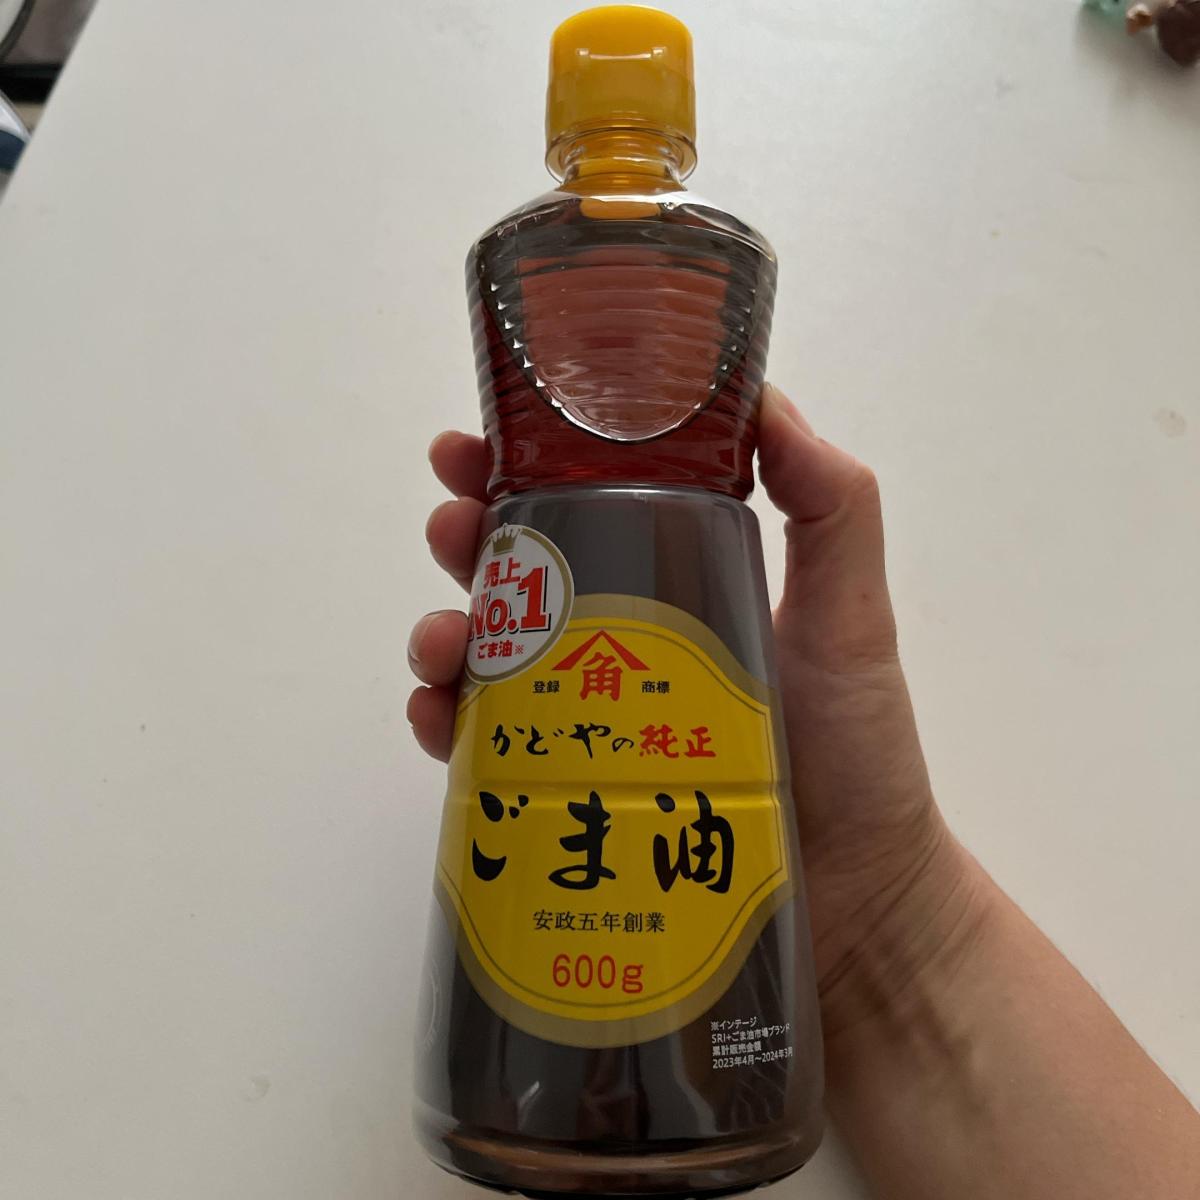 売上
No.1
ごま油※
角
登録 商標
かどやの純正
ごま油
安政五年創業
600g
※インテージ
SRI+ごま油市場ブランド
累計販売金額
2023年4月〜2024年3月